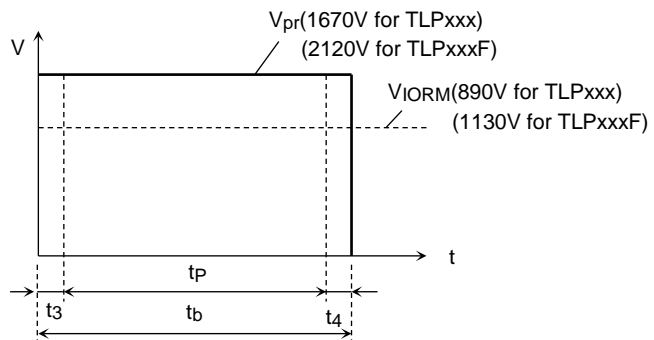 Vpr(1670V for TLPxxx)
(2120V for TLPxxxF)
V
VIORM(890V for TLPxxx)
(1130V for TLPxxxF)
t
tP
t3
tb
t4